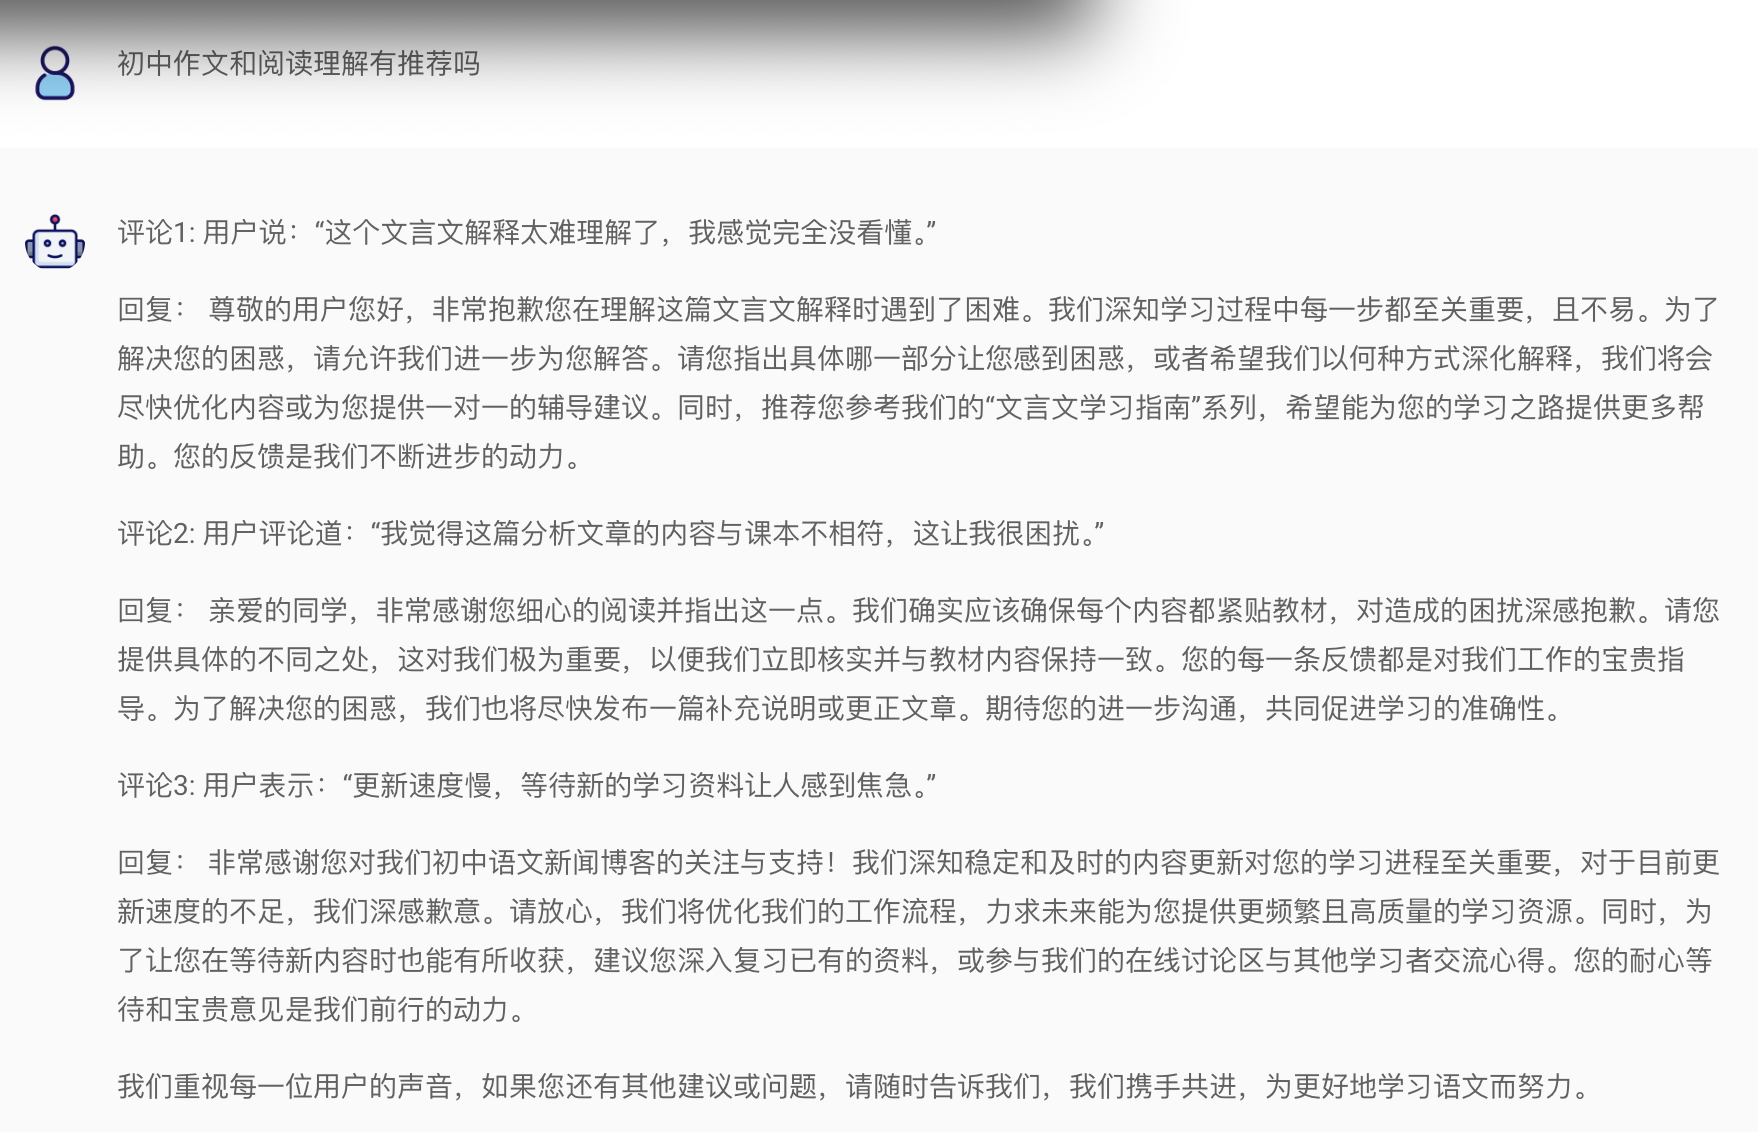 初中作文和阅读理解有推荐吗
评论1: 用户说：“这个文言文解释太难理解了，我感觉完全没看懂。”
回复： 尊敬的用户您好，非常抱歉您在理解这篇文言文解释时遇到了困难。我们深知学习过程中每一步都至关重要，且不易。为了
解决您的困惑，请允许我们进一步为您解答。请您指出具体哪一部分让您感到困惑，或者希望我们以何种方式深化解释，我们将会
尽快优化内容或为您提供一对一的辅导建议。同时，推荐您参考我们的“文言文学习指南”系列，希望能为您的学习之路提供更多帮
助。您的反馈是我们不断进步的动力。
评论2: 用户评论道：“我觉得这篇分析文章的内容与课本不相符，这让我很困扰。”
回复： 亲爱的同学，非常感谢您细心的阅读并指出这一点。我们确实应该确保每个内容都紧贴教材，对造成的困扰深感抱歉。请您
提供具体的不同之处，这对我们极为重要，以便我们立即核实并与教材内容保持一致。您的每一条反馈都是对我们工作的宝贵指
导。为了解决您的困惑，我们也将尽快发布一篇补充说明或更正文章。期待您的进一步沟通，共同促进学习的准确性。
评论3: 用户表示：“更新速度慢，等待新的学习资料让人感到焦急。”
回复： 非常感谢您对我们初中语文新闻博客的关注与支持！我们深知稳定和及时的内容更新对您的学习进程至关重要，对于目前更
新速度的不足，我们深感歉意。请放心，我们将优化我们的工作流程，力求未来能为您提供更频繁且高质量的学习资源。同时，为
了让您在等待新内容时也能有所收获，建议您深入复习已有的资料，或参与我们的在线讨论区与其他学习者交流心得。您的耐心等
待和宝贵意见是我们前行的动力。
我们重视每一位用户的声音，如果您还有其他建议或问题，请随时告诉我们，我们携手共进，为更好地学习语文而努力。